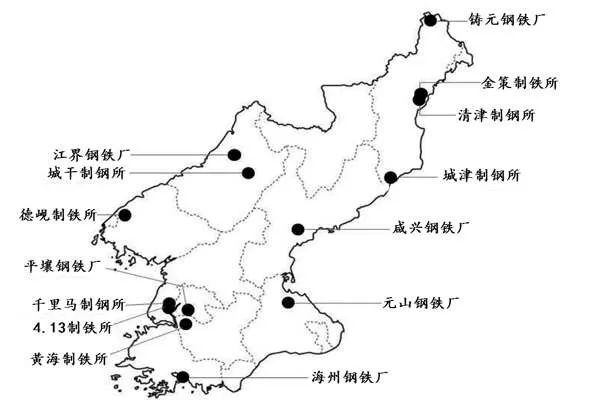 铸元钢铁厂
金策制铁所
清津制钢所
江界钢铁厂
城干制钢所
城津制钢所
德岘制铁所
咸兴钢铁厂
平壤钢铁厂
千里马制钢所
元山钢铁厂
4.13制铁所
黄海制铁所
海州钢铁厂